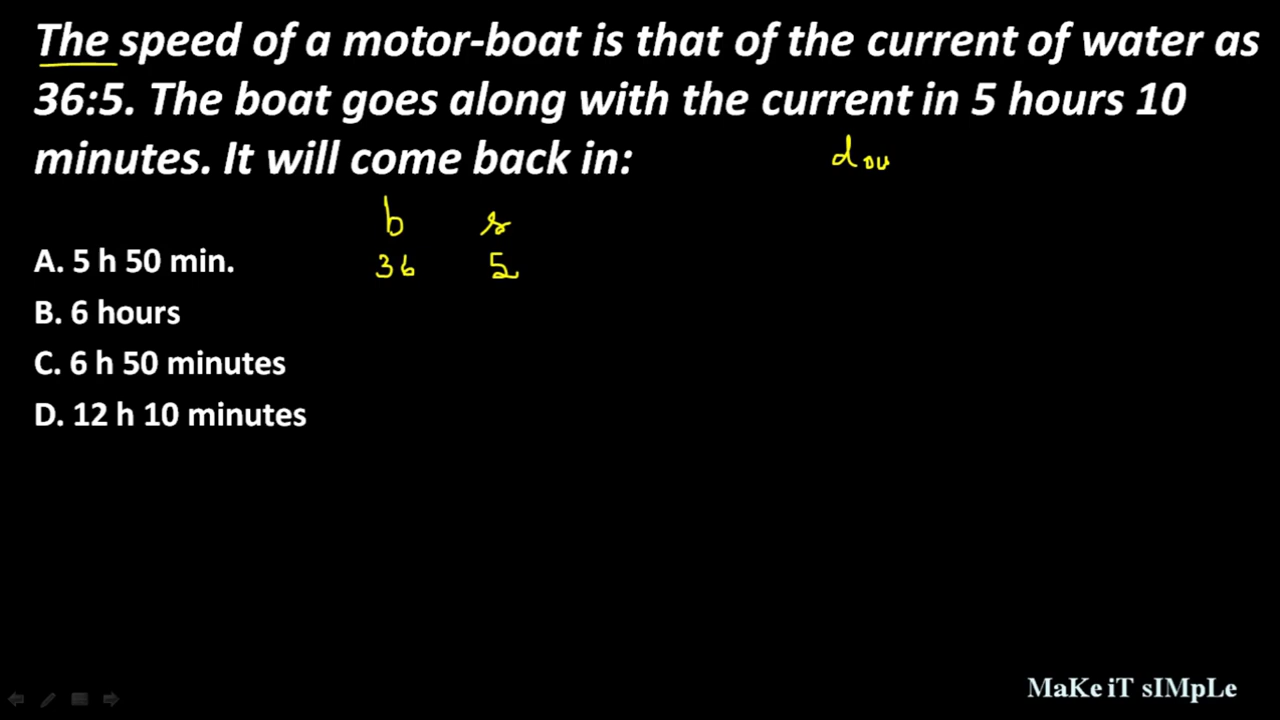 The speed of a motor-boat is that of the current of water as
36:5. The boat goes along with the current in 5 hours 10
minutes. It will come back in:
dou
b s
A. 5 h 50 min. 36 5
B. 6 hours
C. 6 h 50 minutes
D. 12 h 10 minutes
MaKe iT sIMpLe